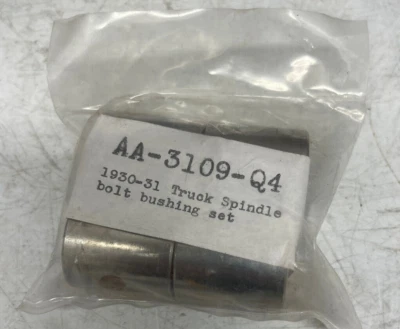 AA-3109-Q4
1930-31 Truck Spindle
bolt bushing set